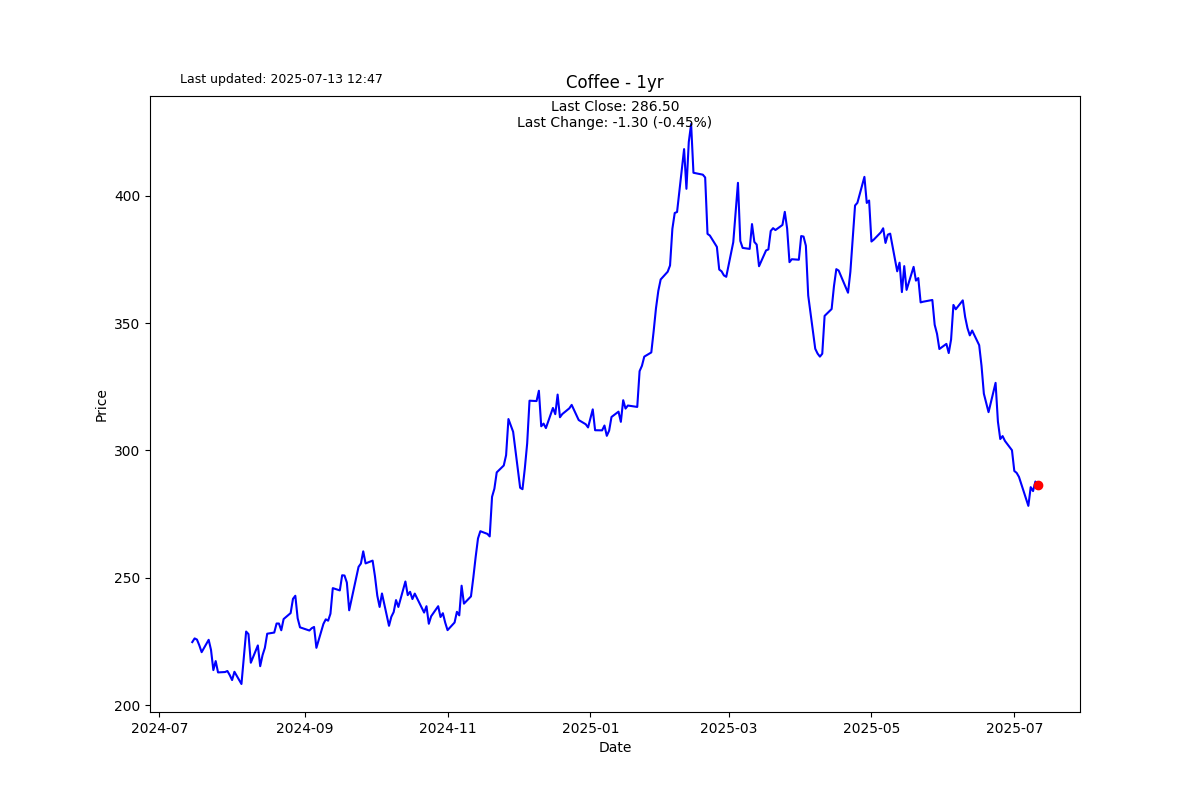 Last updated: 2025-07-13 12:47
Coffee - 1yr
Last Close: 286.50
Last Change: -1.30 (-0.45%)
400
350
300
250
200
Price
2024-07
2024-09
2024-11
2025-01
2025-03
2025-05
2025-07
Date